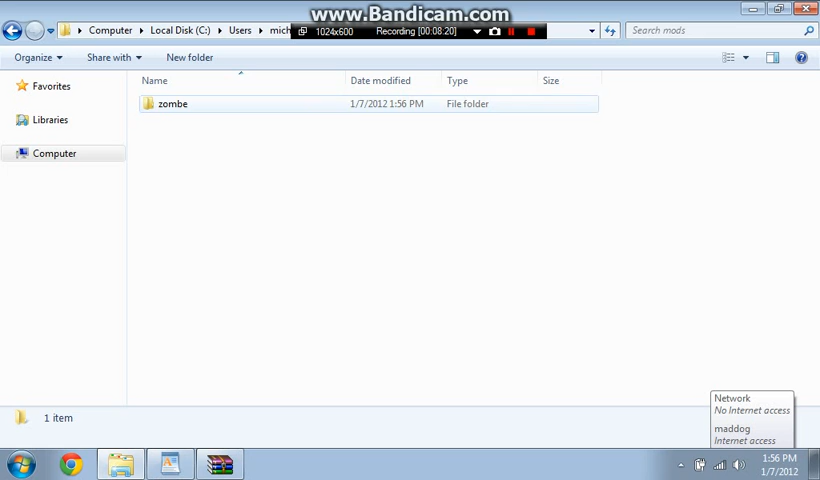 www.Bandicam.com
Computer Local Disk (C:) Users mich
1024x600 Recording [00:08:20]
Search mods
Organize Share with New folder
Name Date modified Type Size
Favorites
zombe 1/7/2012 1:56 PM File folder
Libraries
Computer
Network
No Internet access
maddog
Internet access
1 item
1:56 PM
1/7/2012